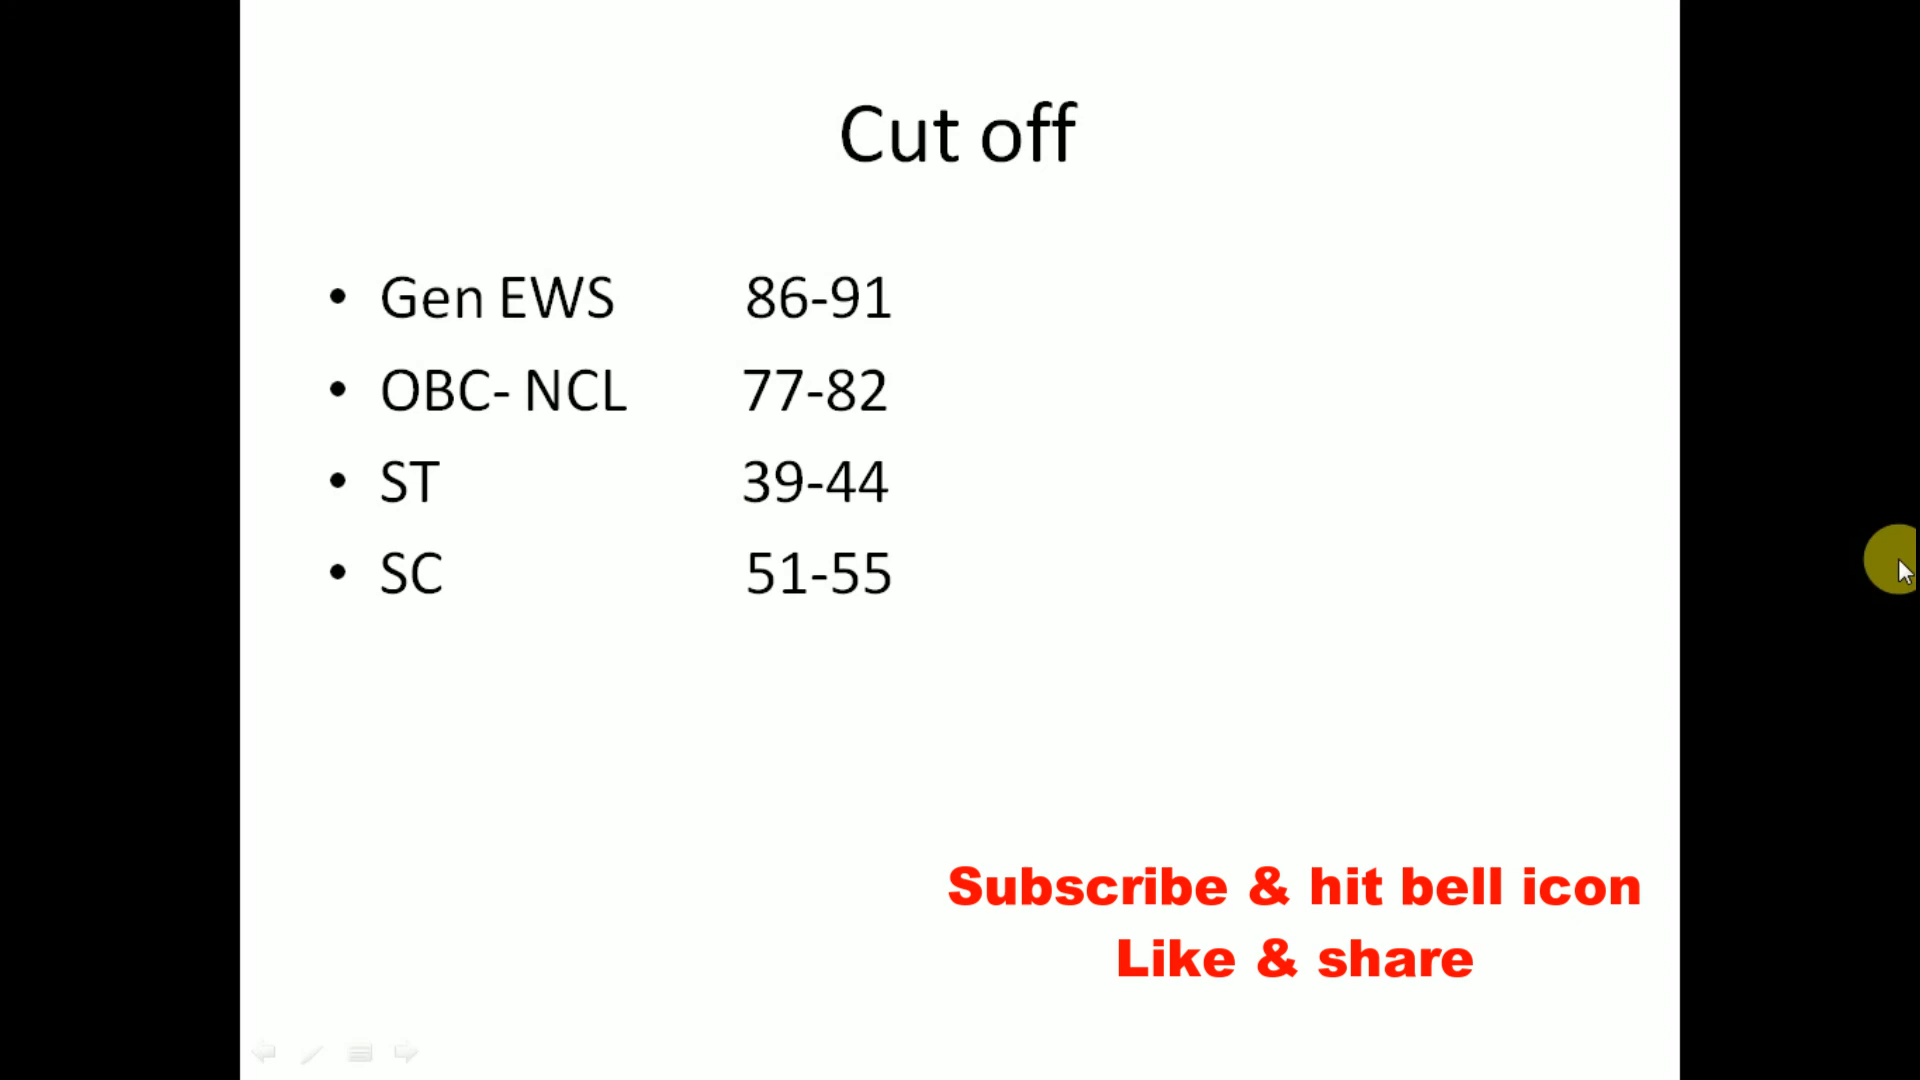 Cut off
• Gen EWS 86-91
• OBC- NCL 77-82
• ST 39-44
• SC 51-55
Subscribe & hit bell icon
Like & share